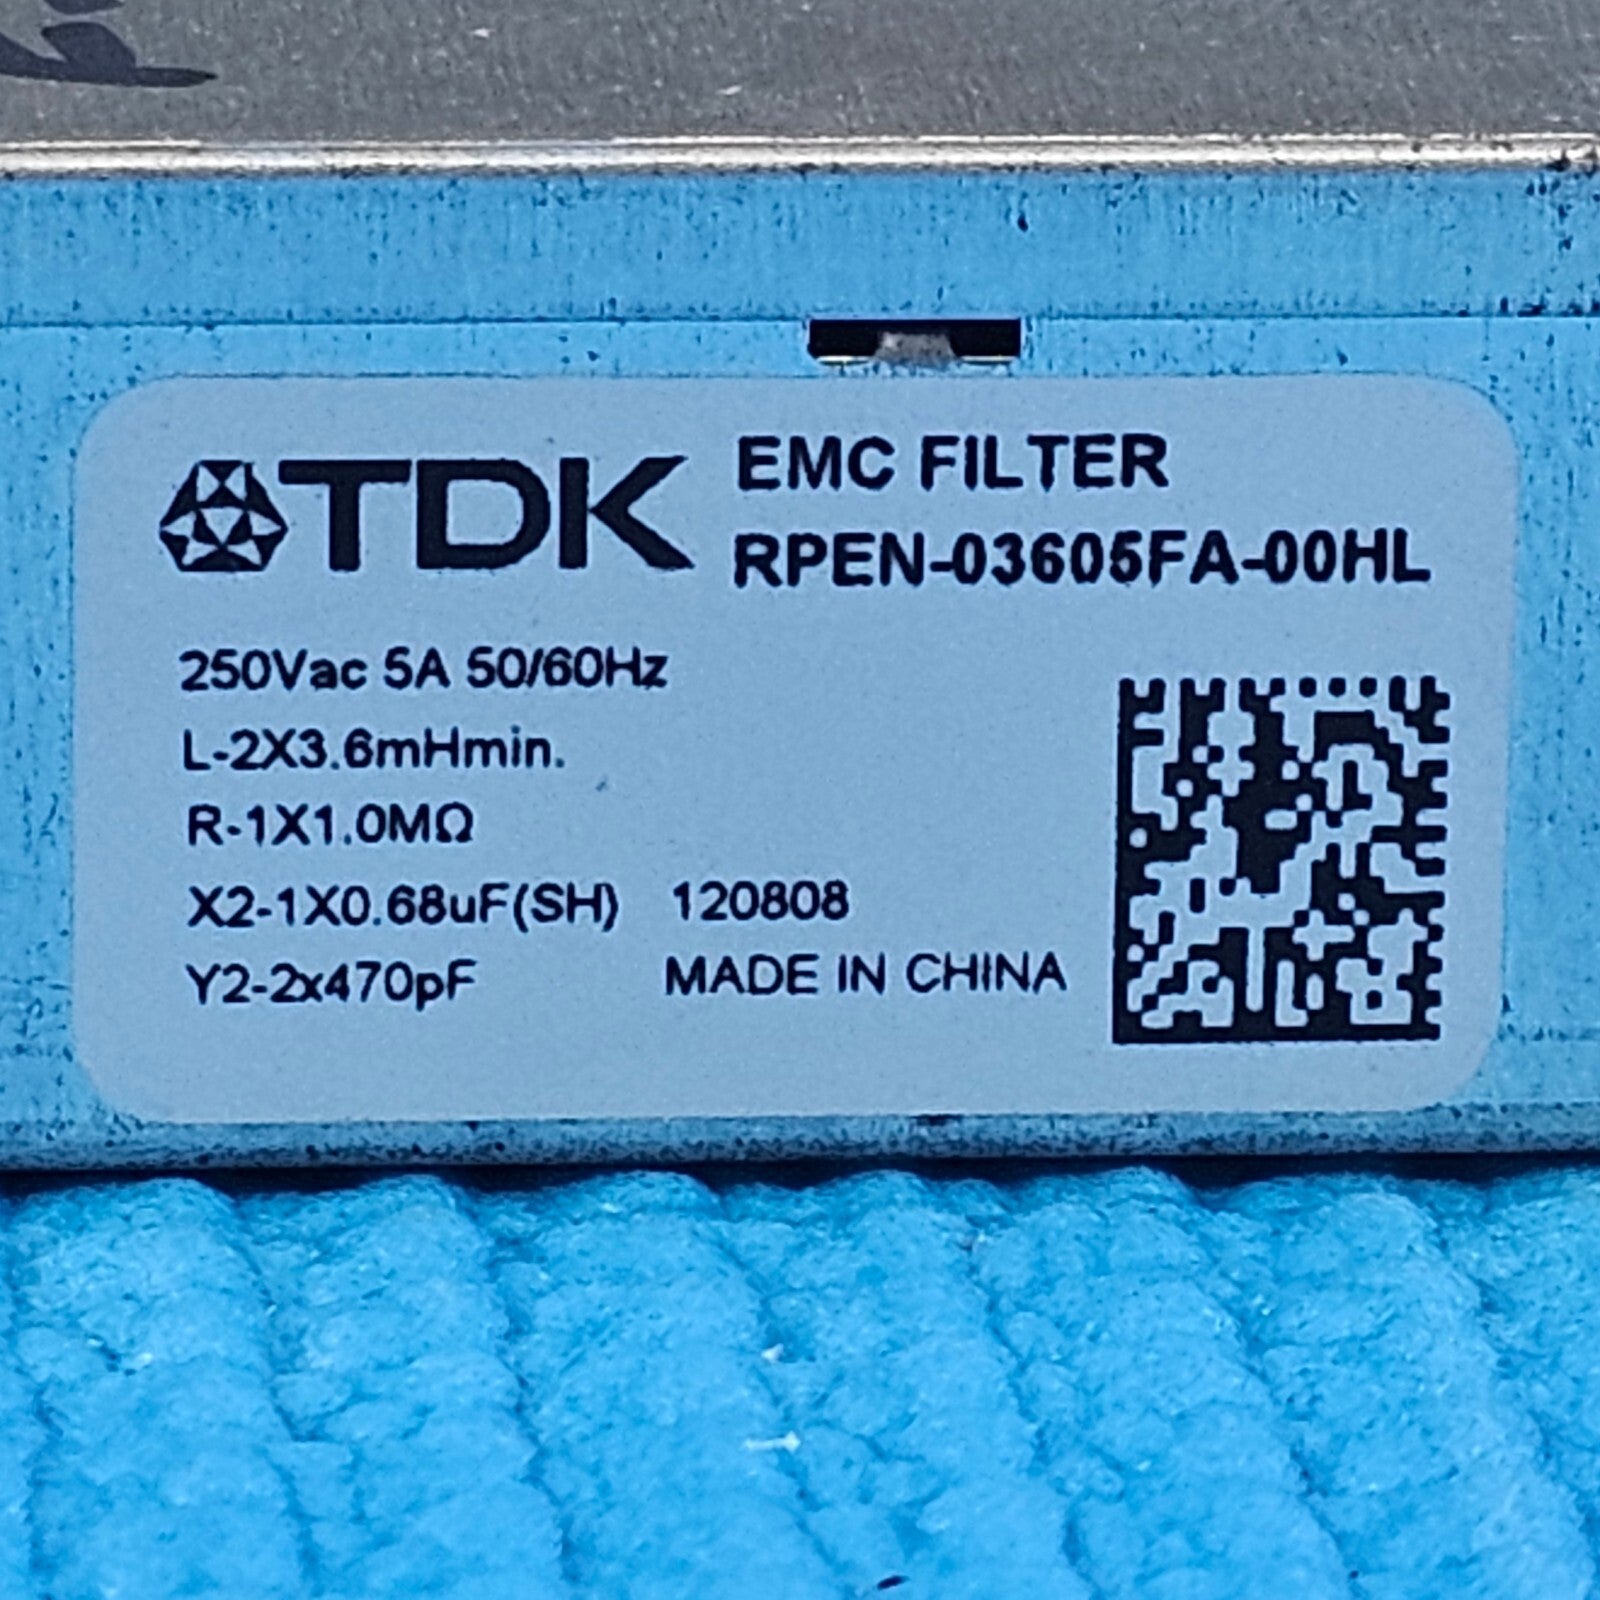 TDK
EMC FILTER
RPEN-03605FA-00HL
250Vac 5A 50/60Hz
L-2X3.6mHmin.
R-1X1.0MΩ
X2-1X0.68uF(SH) 120808
Y2-2x470pF MADE IN CHINA